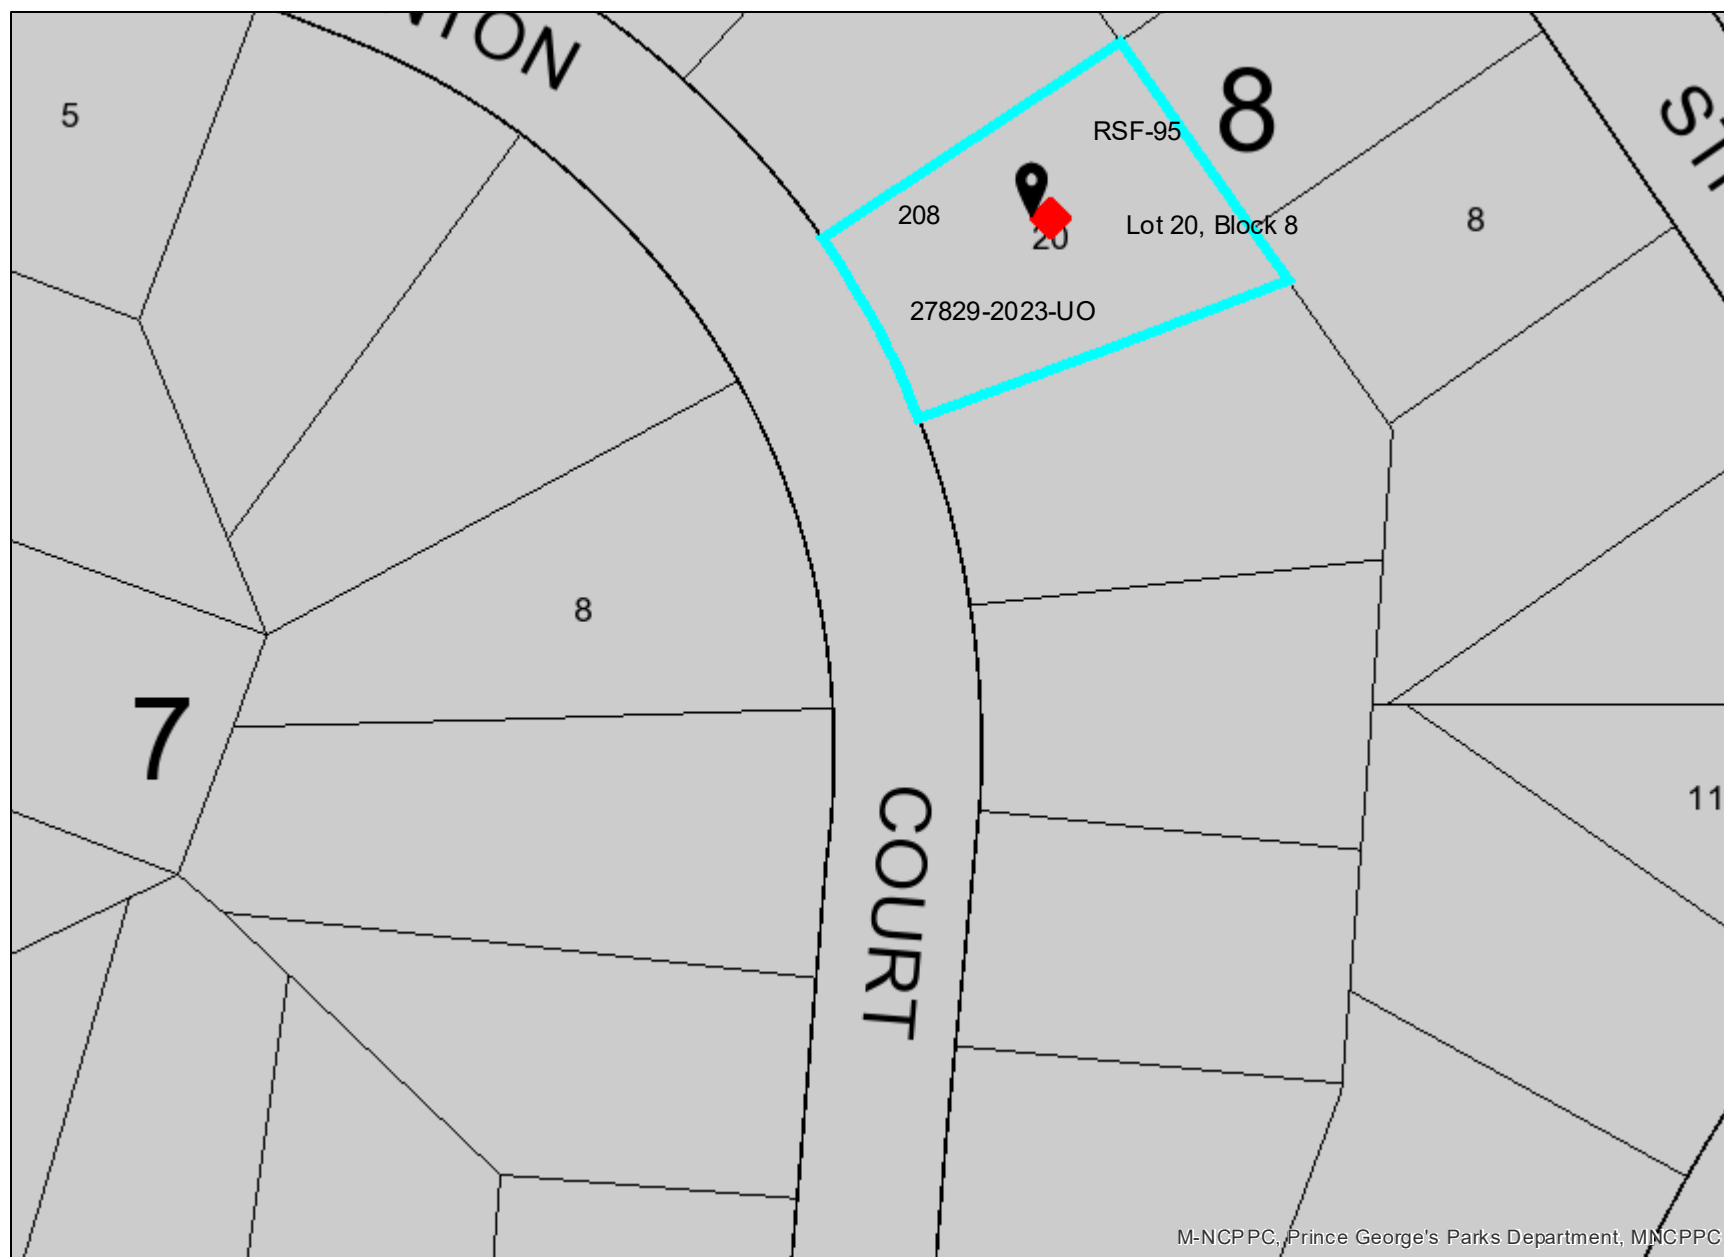 5
8
RSF-95
208
20
Lot 20, Block 8
8
27829-2023-UO
8
7
COURT
11
M-NCPPC, Prince George's Parks Department, MNCPPC